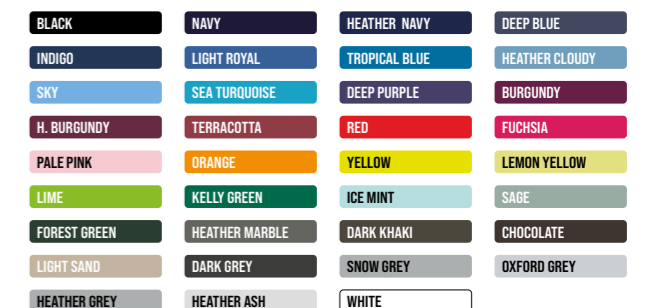 BLACK NAVY HEATHER NAVY DEEP BLUE
INDIGO LIGHT ROYAL TROPICAL BLUE HEATHER CLOUDY
SKY SEA TURQUOISE DEEP PURPLE BURGUNDY
H. BURGUNDY TERRACOTTA RED FUCHSIA
PALE PINK ORANGE YELLOW LEMON YELLOW
LIME KELLY GREEN ICE MINT SAGE
FOREST GREEN HEATHER MARBLE DARK KHAKI CHOCOLATE
LIGHT SAND DARK GREY SNOW GREY OXFORD GREY
HEATHER GREY HEATHER ASH WHITE